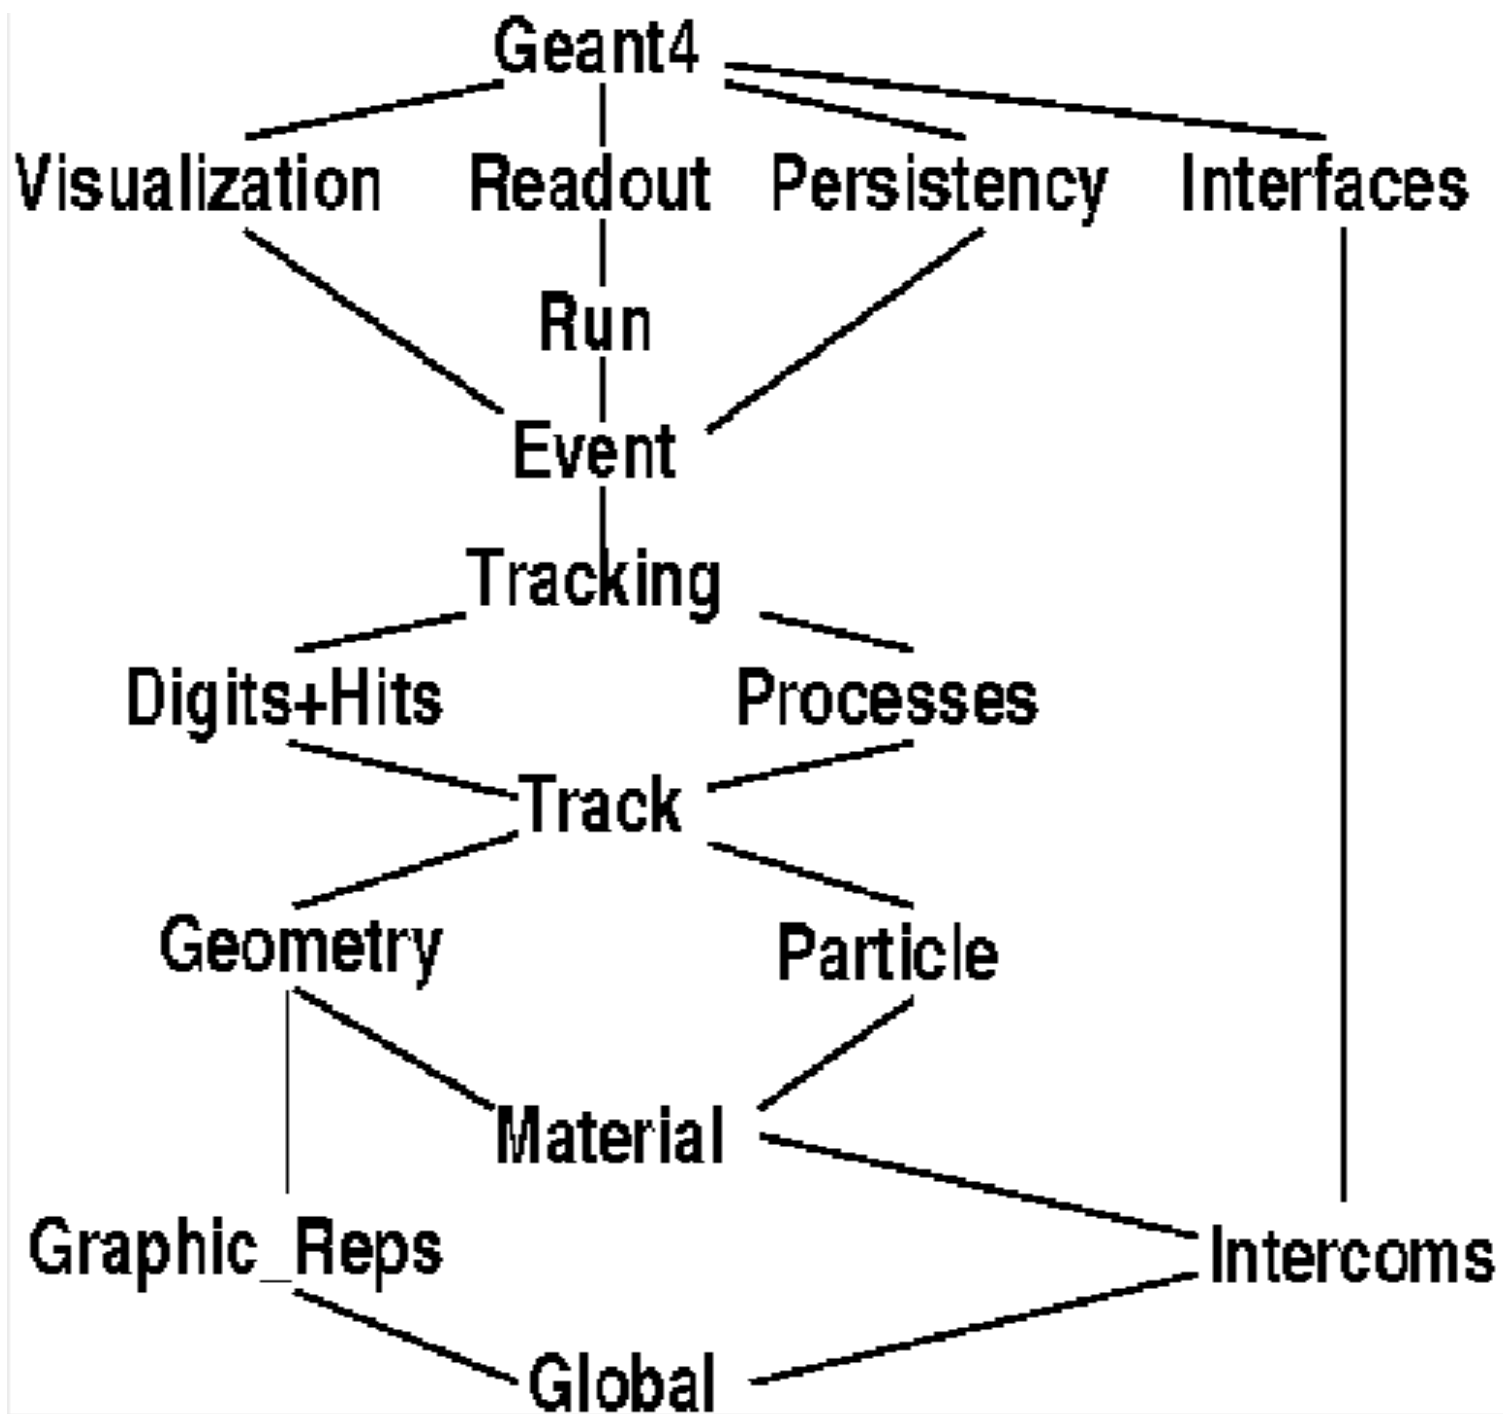 Geant4
Visualization Readout Persistency Interfaces
Run
Event
Tracking
Digits+Hits Processes
Track
Geometry Particle
Material
Graphic_Reps Intercoms
Global